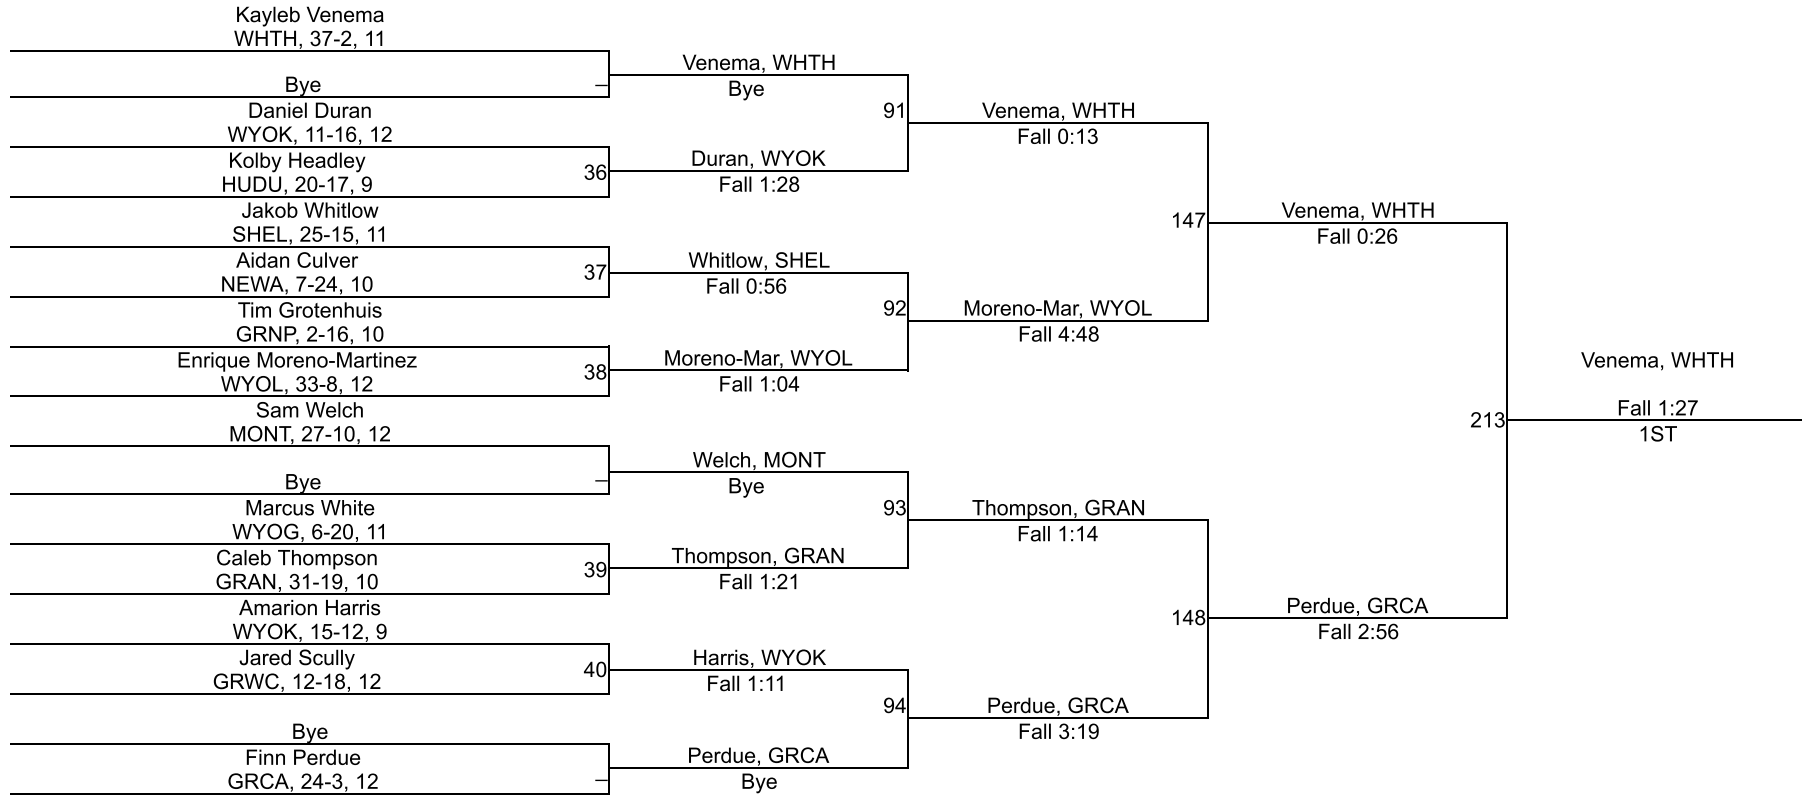 Kayleb Venema
WHTH, 37-2, 11
Bye
Daniel Duran
WYOK, 11-16, 12
Kolby Headley
HUDU, 20-17, 9
Jakob Whitlow
SHEL, 25-15, 11
Aidan Culver
NEWA, 7-24, 10
Tim Grotenhuis
GRNP, 2-16, 10
Enrique Moreno-Martinez
WYOL, 33-8, 12
Sam Welch
MONT, 27-10, 12
Bye
Marcus White
WYOG, 6-20, 11
Caleb Thompson
GRAN, 31-19, 10
Amarion Harris
WYOK, 15-12, 9
Jared Scully
GRWC, 12-18, 12
Bye
Finn Perdue
GRCA, 24-3, 12
–
36
37
38
–
39
40
–
Venema, WHTH
Bye
Duran, WYOK
Fall 1:28
Whitlow, SHEL
Fall 0:56
Moreno-Mar, WYOL
Fall 1:04
Welch, MONT
Bye
Thompson, GRAN
Fall 1:21
Harris, WYOK
Fall 1:11
Perdue, GRCA
Bye
91
92
93
94
Venema, WHTH
Fall 0:13
Moreno-Mar, WYOL
Fall 4:48
Thompson, GRAN
Fall 1:14
Perdue, GRCA
Fall 3:19
147
148
Venema, WHTH
Fall 0:26
Perdue, GRCA
Fall 2:56
213
Venema, WHTH
Fall 1:27
1ST